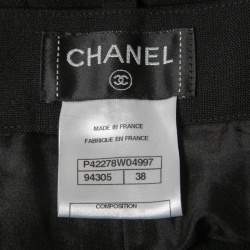 CHANEL
MADE IN FRANCE
FABRIQUE EN FRANCE
P42278W04997
94305 38
COMPOSITION